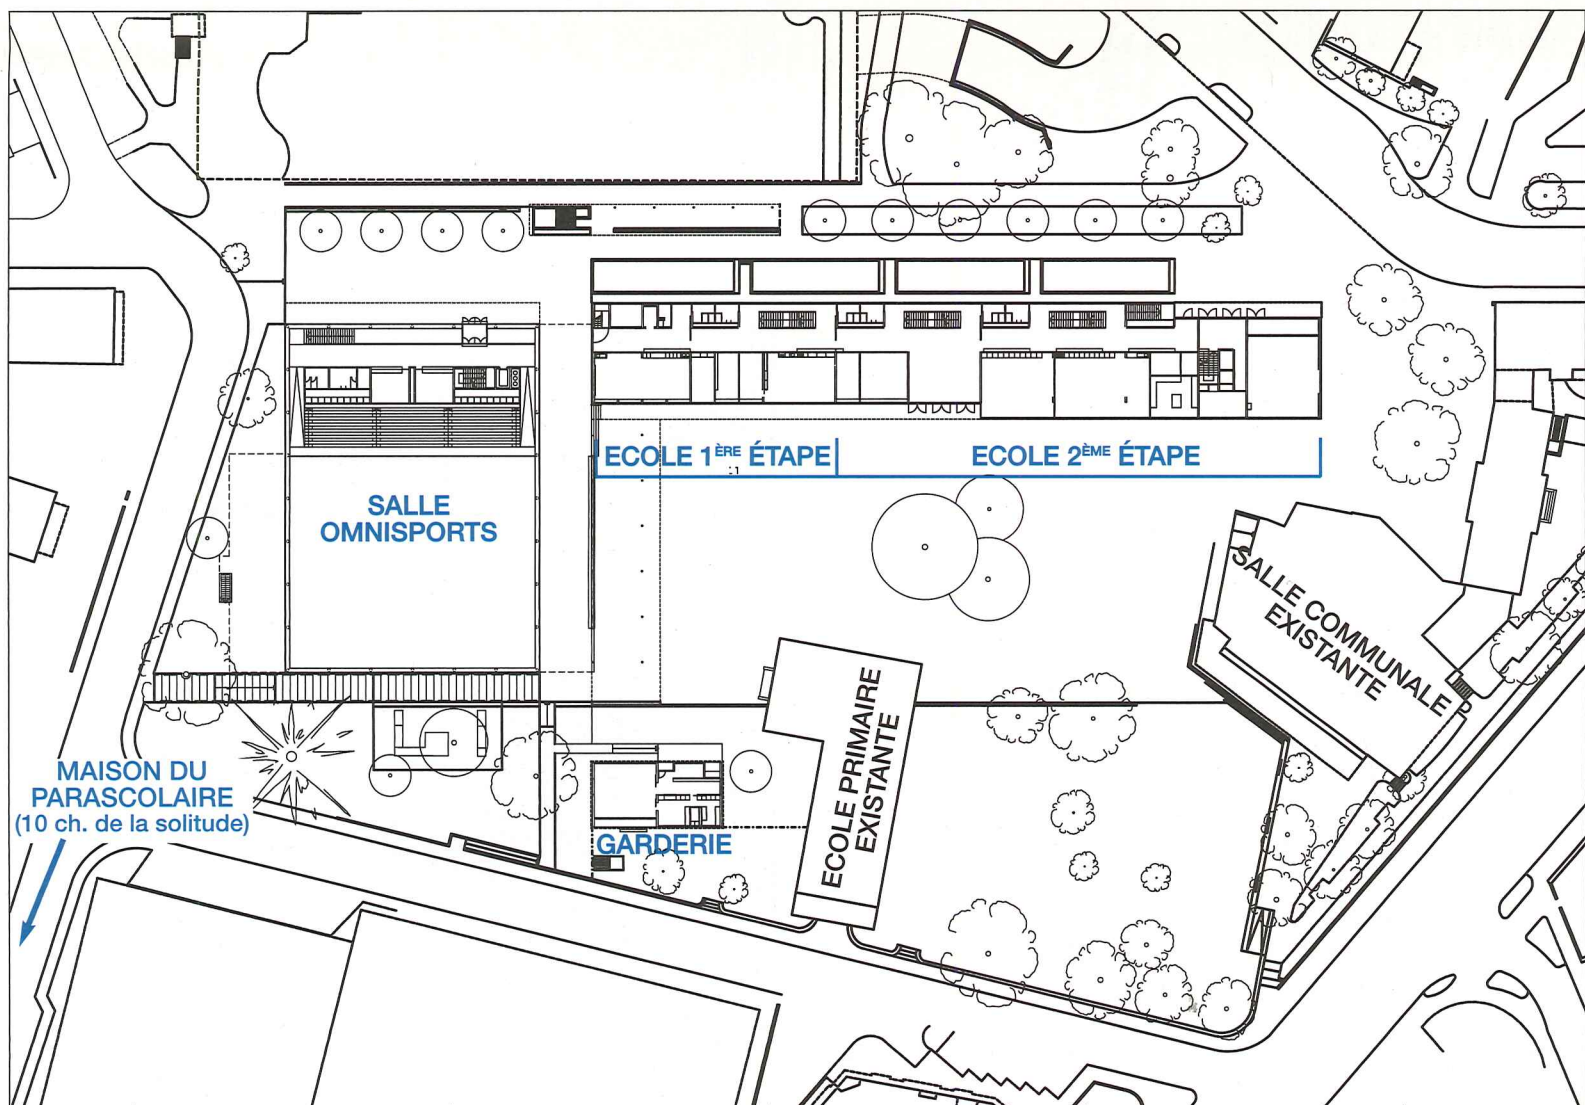 ECOLE 1ÈRE ÉTAPE
ECOLE 2ÈME ÉTAPE
SALLE
OMNISPORTS
SALLE COMMUNALE
EXISTANTE
ECOLE PRIMAIRE
EXISTANTE
MAISON DU
PARASCOLAIRE
(10 ch. de la solitude)
GARDERIE